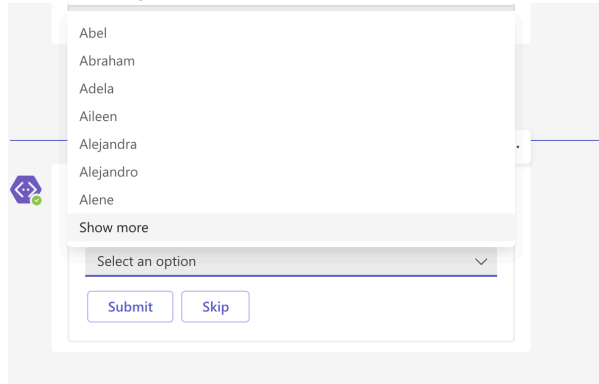 Abel
Abraham
Adela
Aileen
Alejandra
Alejandro
Alene
Show more
Select an option
Submit Skip